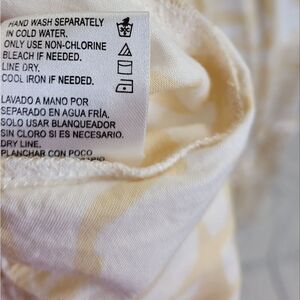 HAND WASH SEPARATELY
IN COLD WATER.
ONLY USE NON-CHLORINE
BLEACH IF NEEDED.
LINE DRY.
COOL IRON IF NEEDED.
LAVADO A MANO POR
SEPARADO EN AGUA FRÍA.
SOLO USAR BLANQUEADOR
SIN CLORO SI ES NECESARIO.
DRY LINE.
PLANCHAR CON POCO